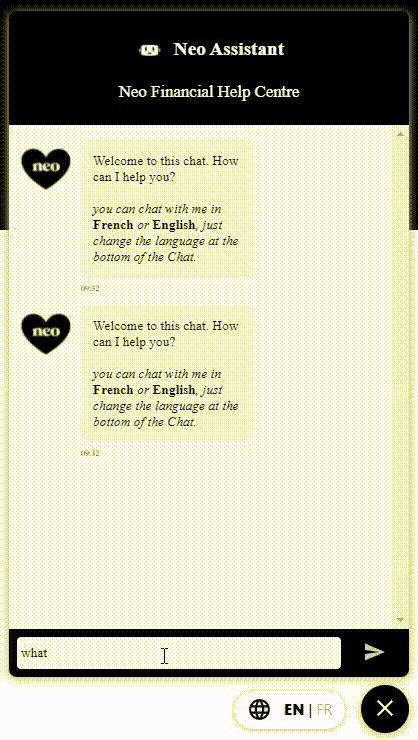 Neo Assistant
Neo Financial Help Centre
neo
Welcome to this chat. How
can I help you?
you can chat with me in
French or English, just
change the language at the
bottom of the Chat.
09:32
neo
Welcome to this chat. How
can I help you?
you can chat with me in
French or English, just
change the language at the
bottom of the Chat.
09:32
what
EN | FR